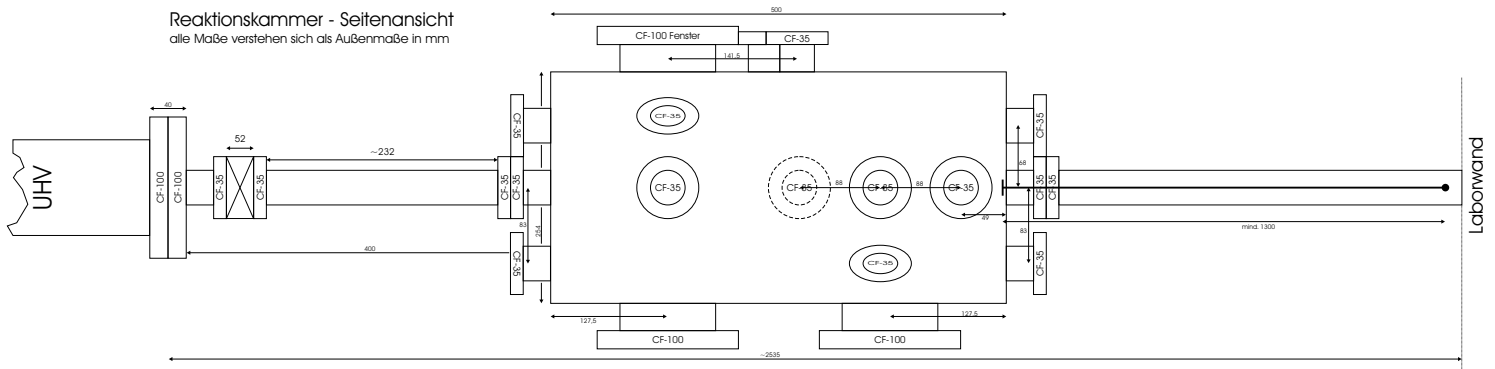 Reaktionskammer - Seitenansicht
alle Maße verstehen sich als Außenmaße in mm
500
CF-100 Fenster
CF-35
141,5
40
52
~232
CF-35
CF-35
CF-35
68
UHV
CF-100
CF-100
CF-35
CF-35
CF-35
CF-35
CF-35
CF-35
CF-35
CF-35
88
88
CF-35
CF-35
Laborwand
49
83
254
83
mind. 1300
400
CF-35
CF-35
CF-35
127,5
127,5
CF-100
CF-100
~2535